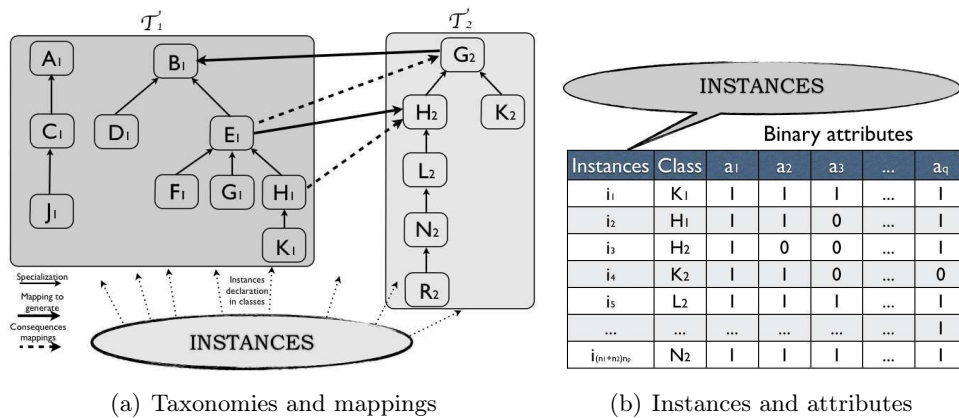 𝒯₁
𝒯₂
A₁
B₁
G₂
C₁
D₁
E₁
H₂
K₂
F₁
G₁
H₁
L₂
J₁
K₁
N₂
R₂
Specialization
Mapping to
generate
Consequences
mappings
Instances
declaration
in classes
INSTANCES
(a) Taxonomies and mappings
INSTANCES
Binary attributes
Instances Class a₁ a₂ a₃ ... a_q
i₁ K₁ 1 1 1 ... 1
i₂ H₁ 1 1 0 ... 1
i₃ H₂ 1 0 0 ... 1
i₄ K₂ 1 1 0 ... 0
i₅ L₂ 1 1 1 ... 1
... ... ... ... ... ... 1
i₍ₙ₁₊ₙ₂₎ₙₚ N₂ 1 1 1 ... 1
(b) Instances and attributes